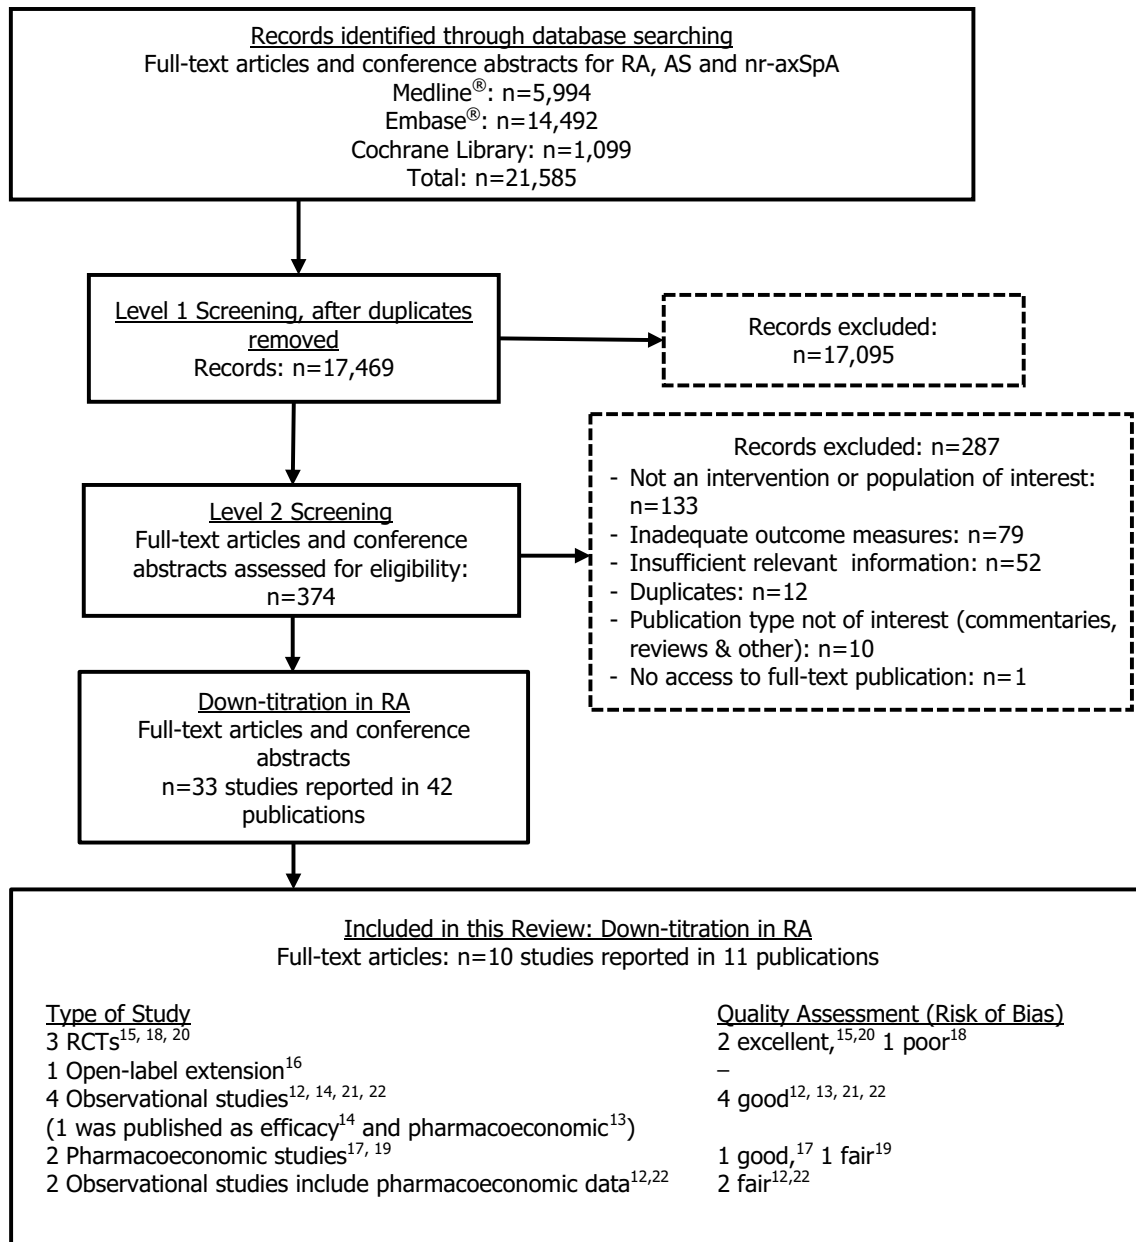 Records identified through database searching
Full-text articles and conference abstracts for RA, AS and nr-axSpA
Medline®: n=5,994
Embase®: n=14,492
Cochrane Library: n=1,099
Total: n=21,585
Level 1 Screening, after duplicates
removed
Records: n=17,469
Records excluded:
n=17,095
Records excluded: n=287
- Not an intervention or population of interest:
n=133
- Inadequate outcome measures: n=79
- Insufficient relevant information: n=52
- Duplicates: n=12
- Publication type not of interest (commentaries,
reviews & other): n=10
- No access to full-text publication: n=1
Level 2 Screening
Full-text articles and conference
abstracts assessed for eligibility:
n=374
Down-titration in RA
Full-text articles and conference
abstracts
n=33 studies reported in 42
publications
Included in this Review: Down-titration in RA
Full-text articles: n=10 studies reported in 11 publications
Type of Study
3 RCTs15, 18, 20
1 Open-label extension16
4 Observational studies12, 14, 21, 22
(1 was published as efficacy14 and pharmacoeconomic13)
2 Pharmacoeconomic studies17, 19
2 Observational studies include pharmacoeconomic data12,22
Quality Assessment (Risk of Bias)
2 excellent,15,20 1 poor18
–
4 good12, 13, 21, 22
1 good,17 1 fair19
2 fair12,22